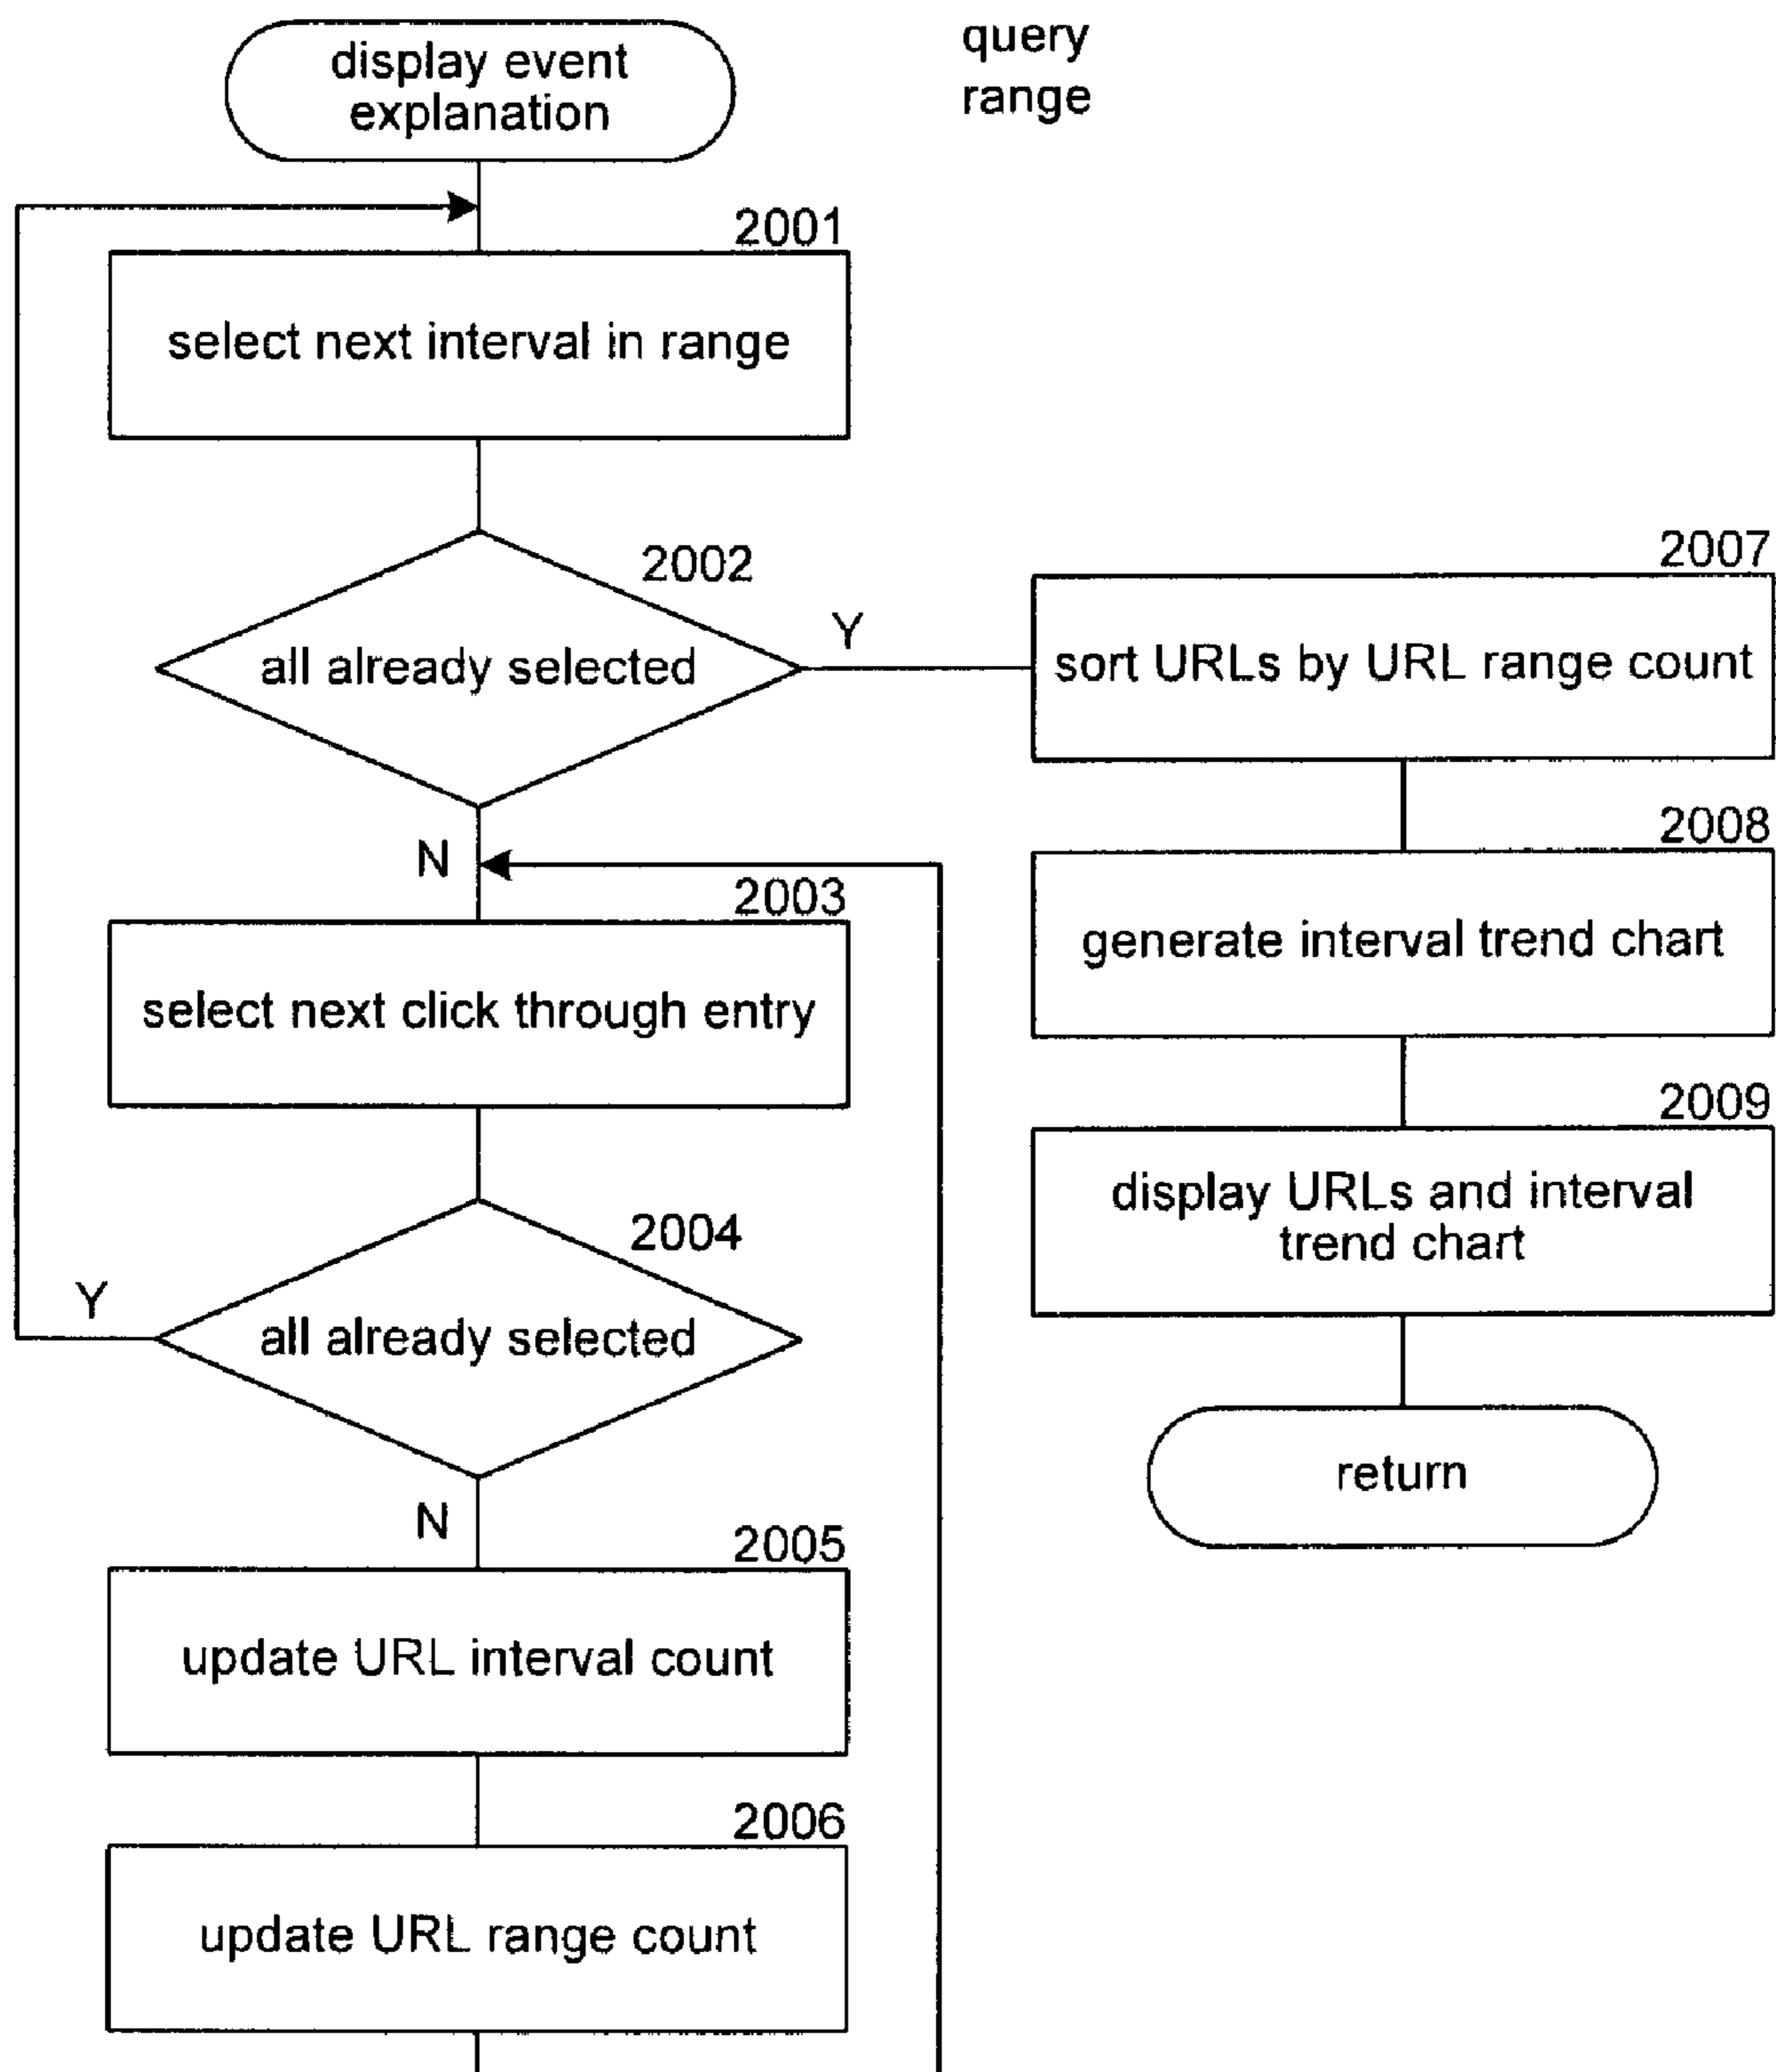 display event
explanation
query
range
2001
select next interval in range
2002
all already selected
Y
N
2003
select next click through entry
2004
all already selected
Y
N
2005
update URL interval count
2006
update URL range count
2007
sort URLs by URL range count
2008
generate interval trend chart
2009
display URLs and interval
trend chart
return